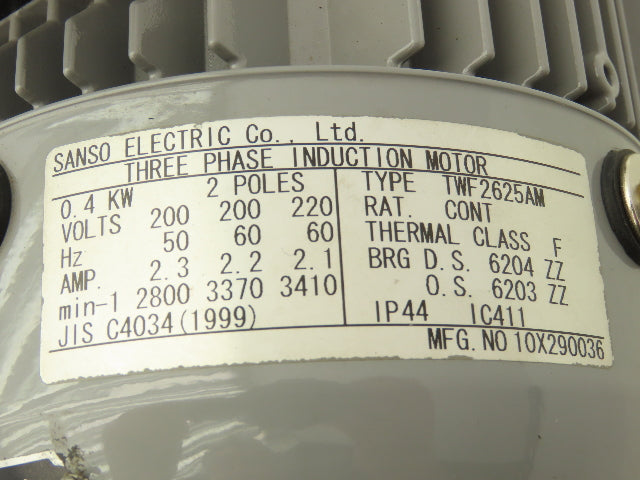 SANSO ELECTRIC Co., Ltd.
THREE PHASE INDUCTION MOTOR
0.4 KW 2 POLES
VOLTS 200 200 220
Hz 50 60 60
AMP. 2.3 2.2 2.1
min-1 2800 3370 3410
JIS C4034(1999)
TYPE TWF2625AM
RAT. CONT
THERMAL CLASS F
BRG D.S. 6204 ZZ
O.S. 6203 ZZ
IP44 IC411
MFG. NO 10X290036